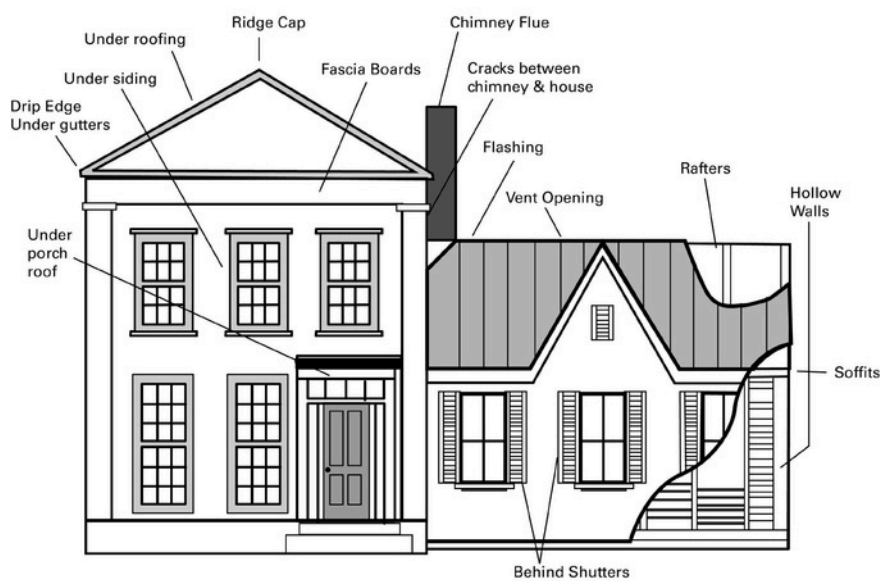 Ridge Cap
Chimney Flue
Under roofing
Under siding
Fascia Boards
Cracks between
chimney & house
Drip Edge
Under gutters
Flashing
Rafters
Vent Opening
Hollow
Walls
Under
porch
roof
Soffits
Behind Shutters